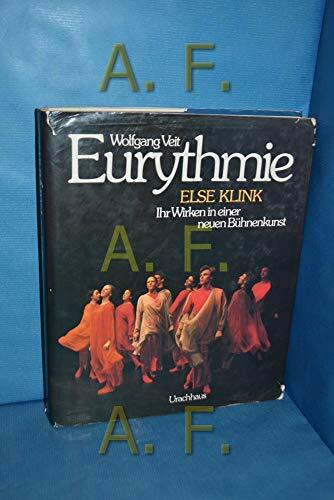 A. F.
Wolfgang Veit
Eurythmie
ELSE KLINK
Ihr Wirken in einer
neuen Bühnenkunst
A. F.
Urachhaus
A. F.